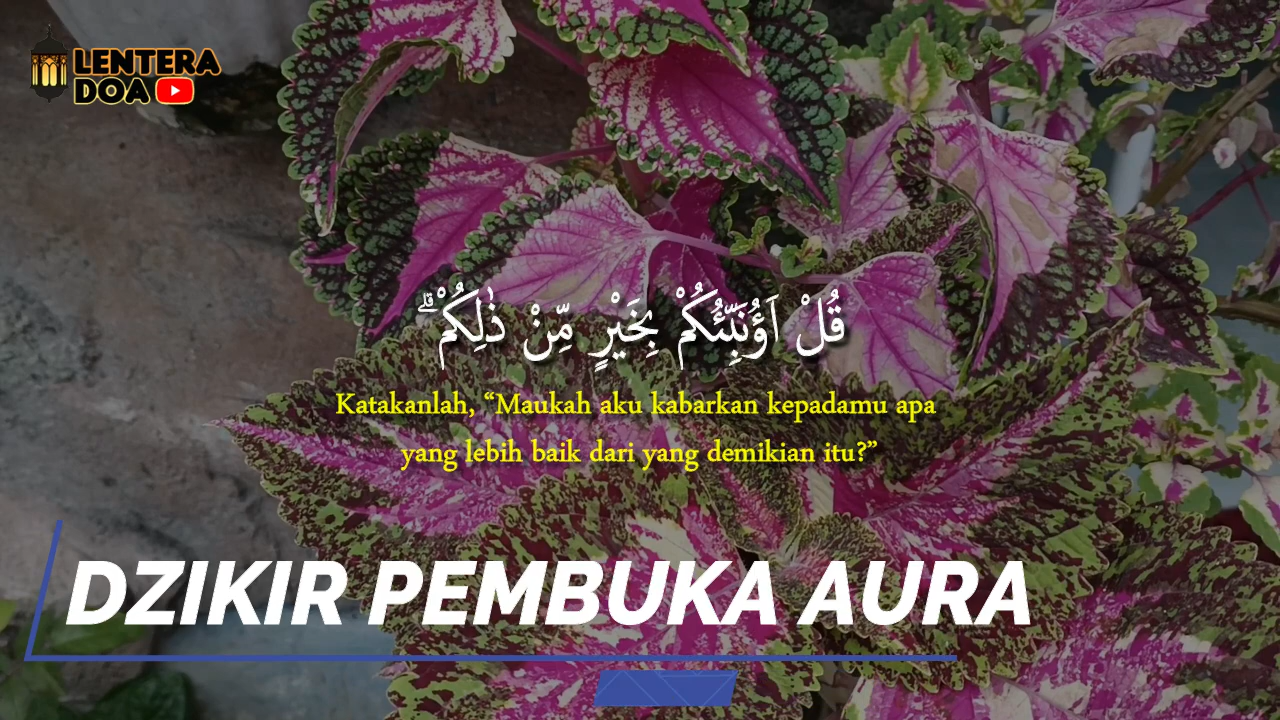 LENTERA
DOA
قُلْ اَؤُنَبِّئُكُمْ بِخَيْرٍ مِّنْ ذٰلِكُمْ ۗ
Katakanlah, “Maukah aku kabarkan kepadamu apa
yang lebih baik dari yang demikian itu?”
DZIKIR PEMBUKA AURA